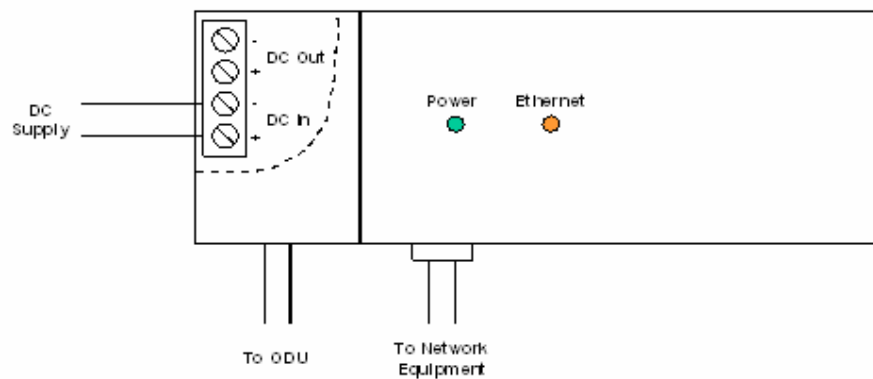 -
DC Out
+
-
DC In
+
DC
Supply
Power
Ethernet
To ODU
To Network
Equipment